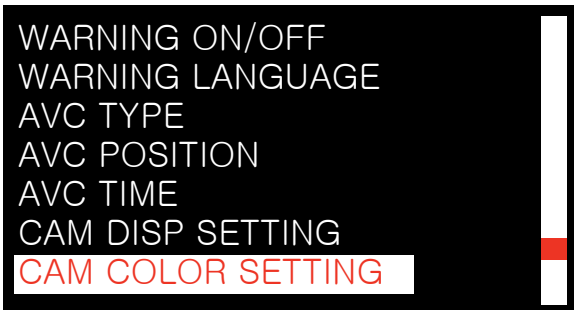 WARNING ON/OFF
WARNING LANGUAGE
AVC TYPE
AVC POSITION
AVC TIME
CAM DISP SETTING
CAM COLOR SETTING